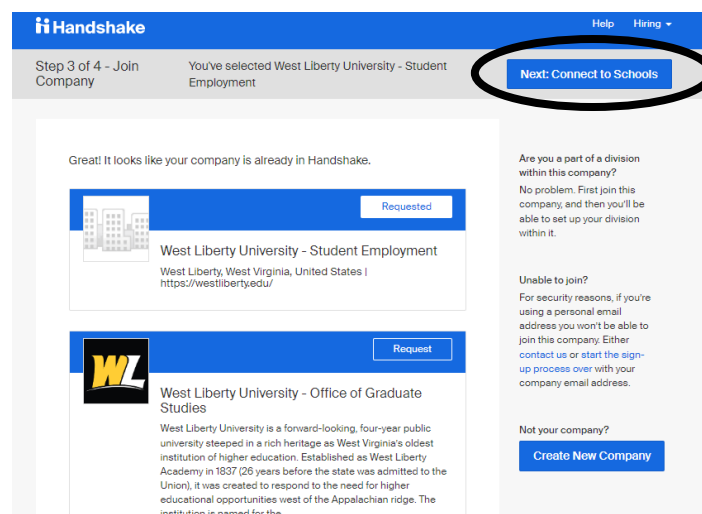 Handshake
Help Hiring
Step 3 of 4 - Join
Company
You've selected West Liberty University - Student
Employment
Next: Connect to Schools
Great! It looks like your company is already in Handshake.
Requested
West Liberty University - Student Employment
West Liberty, West Virginia, United States |
https://westliberty.edu/
WL
Request
West Liberty University - Office of Graduate
Studies
West Liberty University is a forward-looking, four-year public
university steeped in a rich heritage as West Virginia's oldest
institution of higher education. Established as West Liberty
Academy in 1837 (26 years before the state was admitted to the
Union), it was created to respond to the need for higher
educational opportunities west of the Appalachian ridge. The
institution is named for the
Are you a part of a division
within this company?
No problem. First join this
company, and then you'll be
able to set up your division
within it.
Unable to join?
For security reasons, if you're
using a personal email
address you won't be able to
join this company. Either
contact us or start the sign-
up process over with your
company email address.
Not your company?
Create New Company